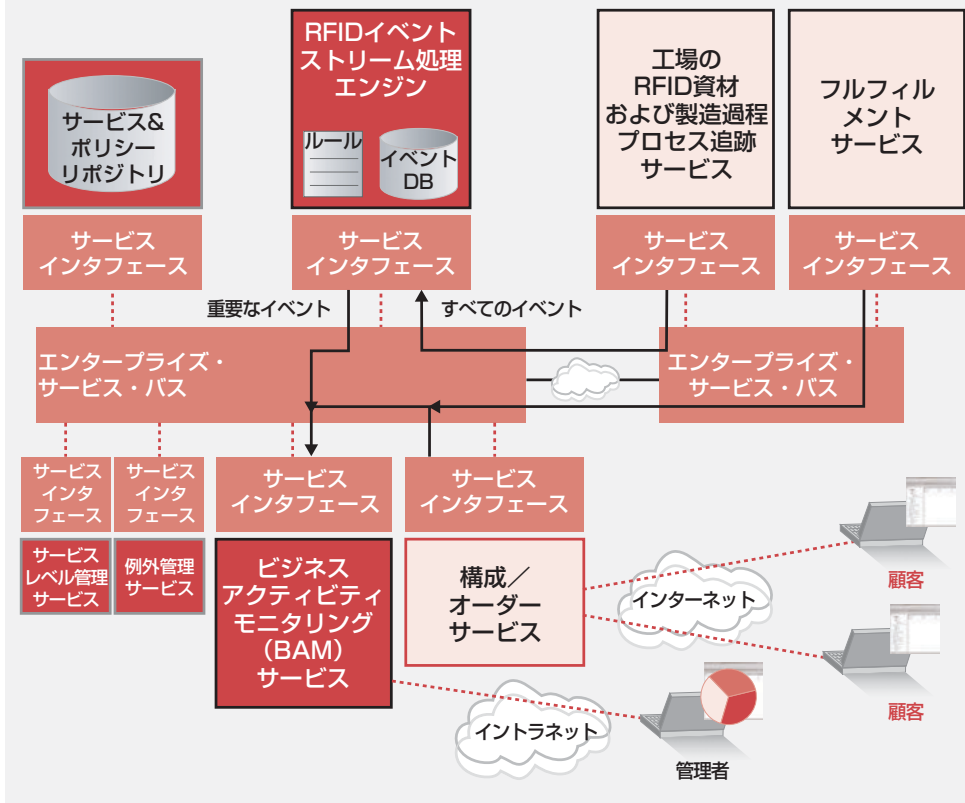 サービス&
ポリシー
リポジトリ
RFIDイベント
ストリーム処理
エンジン
ルール
イベント
DB
工場の
RFID資材
および製造過程
プロセス追跡
サービス
フルフィル
メント
サービス
サービス
インタフェース
サービス
インタフェース
サービス
インタフェース
サービス
インタフェース
重要なイベント
すべてのイベント
エンタープライズ・
サービス・バス
エンタープライズ・
サービス・バス
サービス
インタ
フェース
サービス
インタ
フェース
サービス
インタフェース
サービス
インタフェース
サービス
レベル管理
サービス
例外管理
サービス
ビジネス
アクティビティ
モニタリング
（BAM）
サービス
構成／
オーダー
サービス
インターネット
顧客
顧客
イントラネット
管理者